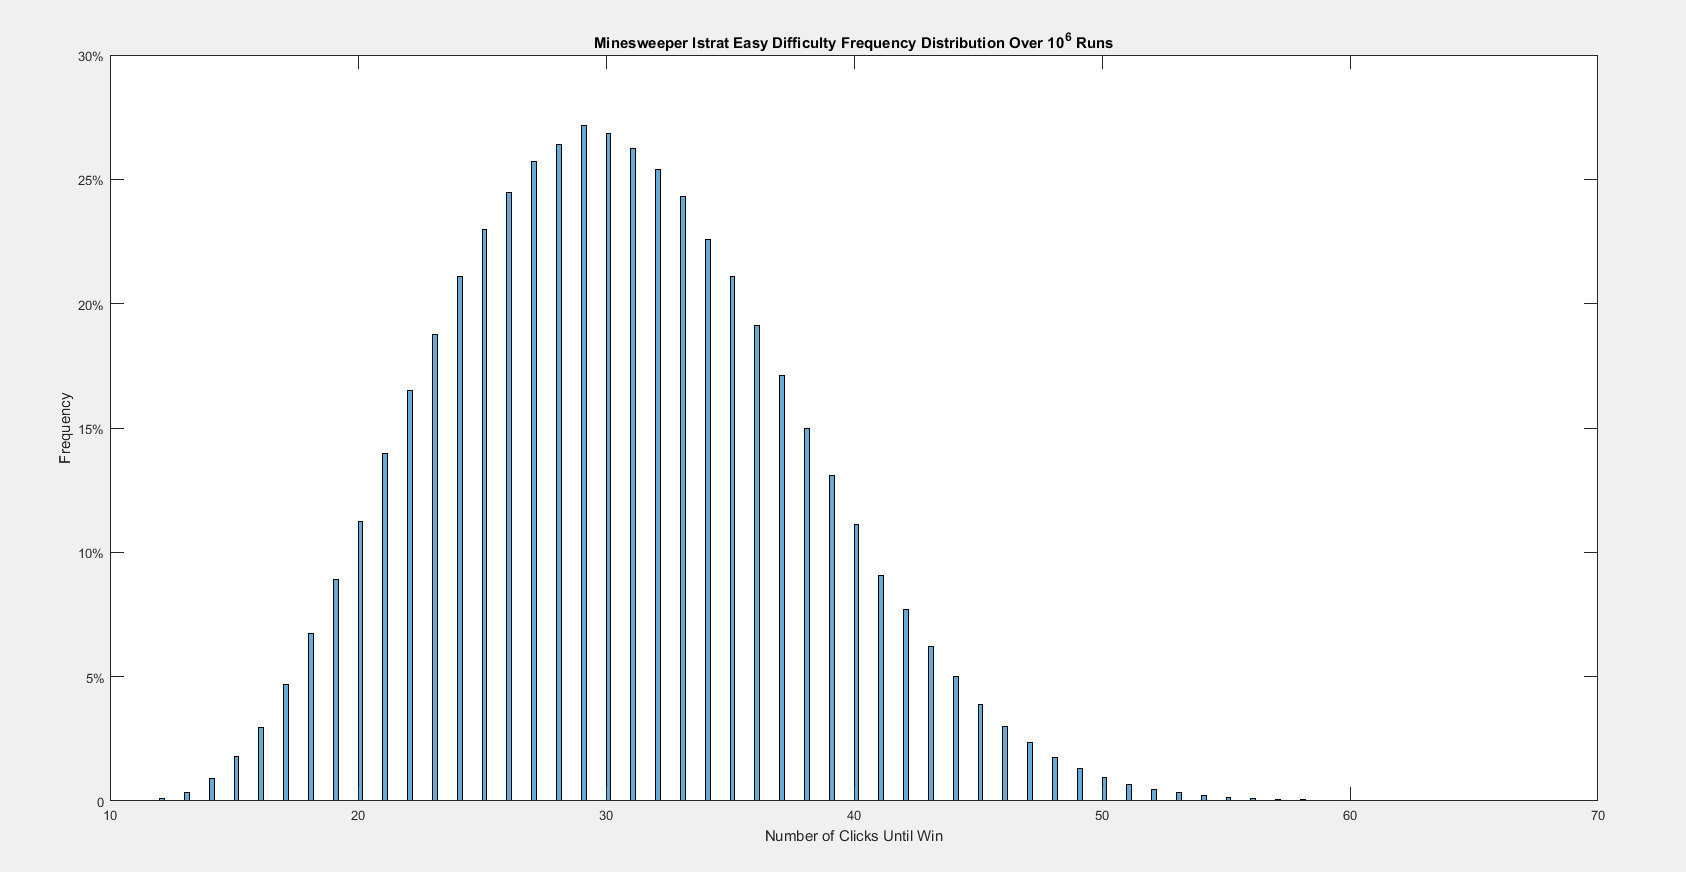 Minesweeper Istrat Easy Difficulty Frequency Distribution Over 10⁶ Runs
30%
25%
20%
15%
10%
5%
0
Frequency
10 20 30 40 50 60 70
Number of Clicks Until Win